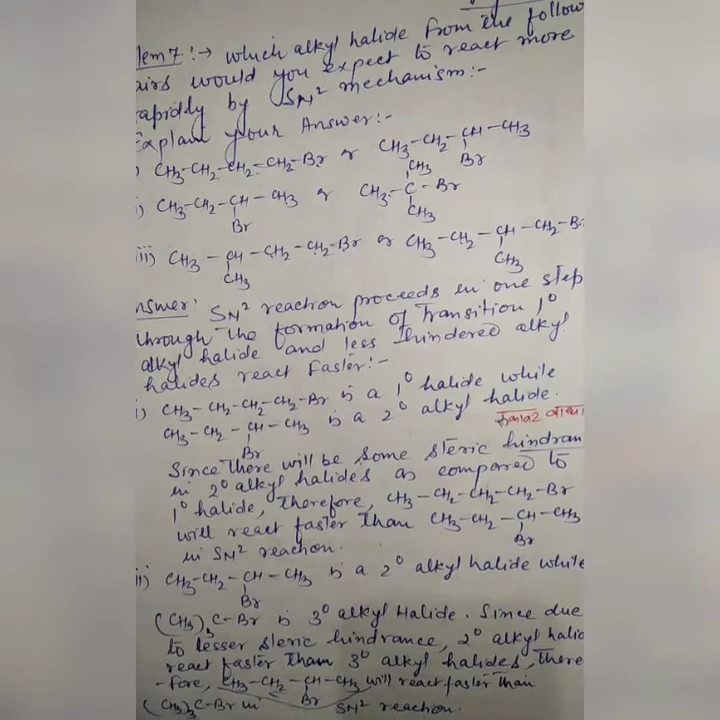 lem 7 :→ which alkyl halide from the follow
airs would you expect to react more
rapidly by SN² mechanism:-
Explain your Answer:-
) CH3-CH2-CH2-CH2-Br or CH3-CH2-CH-CH3
Br
i) CH3-CH2-CH-CH3 or CH3-C-Br
Br
CH3
CH3
iii) CH3-CH-CH2-CH2-Br or CH3-CH2-CH-CH2-Br
CH3
CH3
nswer: SN² reaction proceeds in one step
through the formation of Transition 1°
alkyl halide and less hindered alkyl
halides react Faster:-
i) CH3-CH2-CH2-CH2-Br is a 1° halide while
CH3-CH2-CH-CH3 is a 2° alkyl halide.
Br
Since there will be some steric hindran
in 2° alkyl halides as compared to
1° halide, Therefore, CH3-CH2-CH2-CH2-Br
will react faster Than CH3-CH2-CH-CH3
Br
in SN² reaction.
ii) CH3-CH2-CH-CH3 is a 2° alkyl halide while
Br
(CH3)3C-Br is 3° alkyl Halide. Since due
to lesser steric hindrance, 2° alkyl halid
react faster Than 3° alkyl halides, There
-fore, CH3-CH2-CH-CH3 will react faster Than
Br
(CH3)3C-Br in SN² reaction.